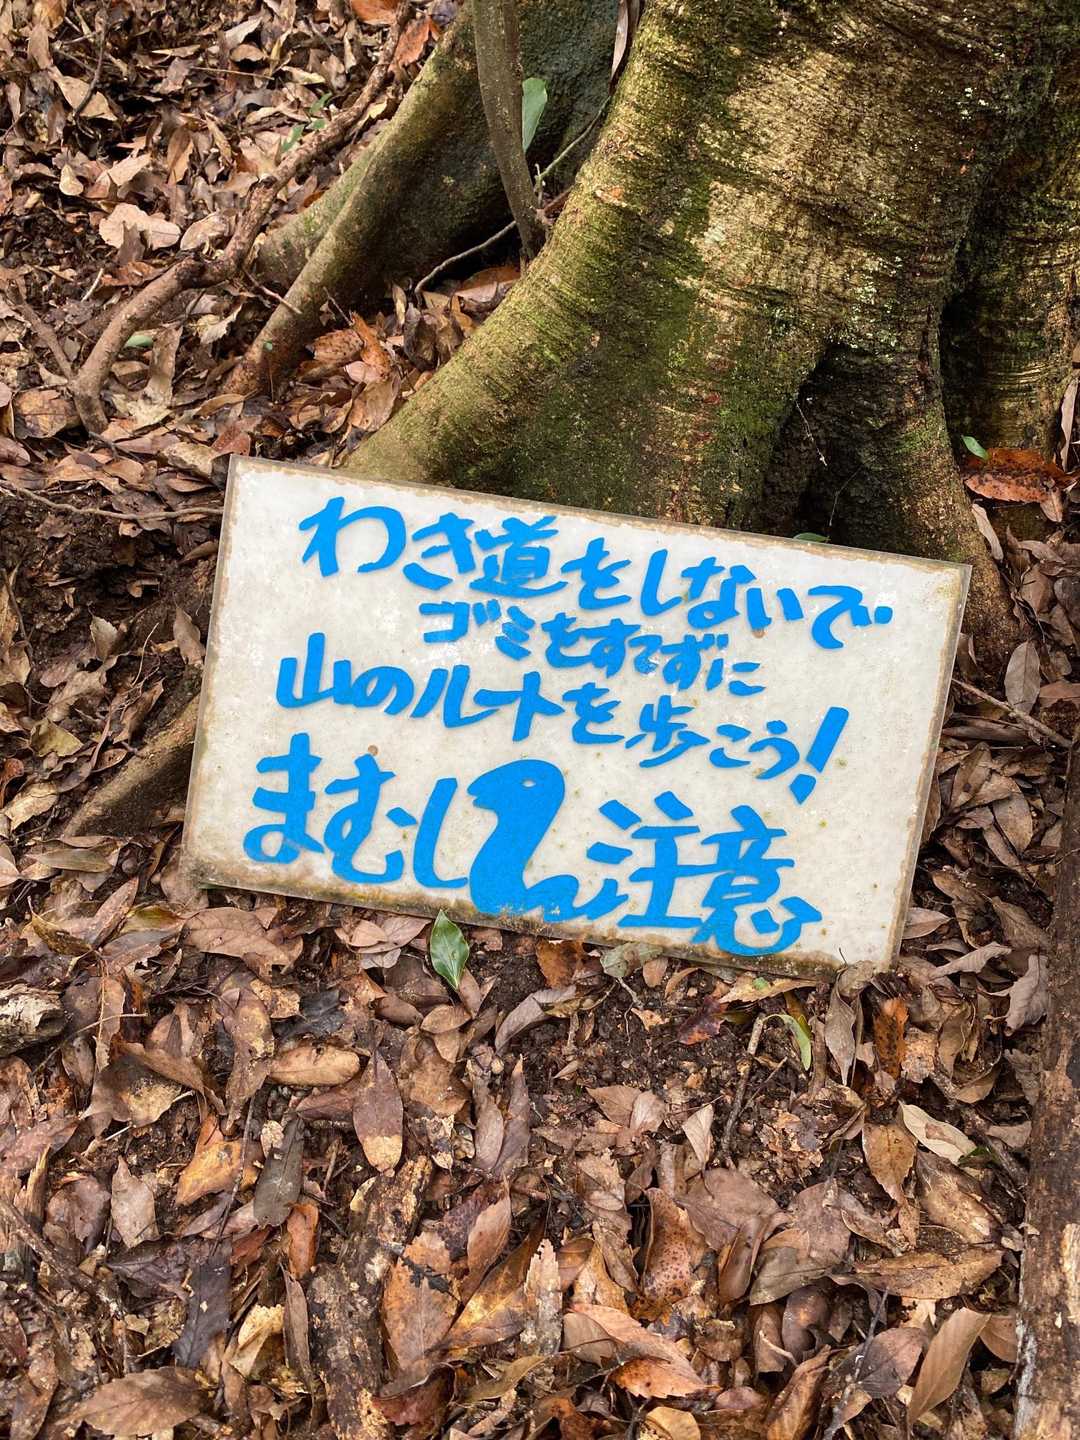 わき道をしないで
ゴミをすてずに
山のルートを歩こう!
まむし注意